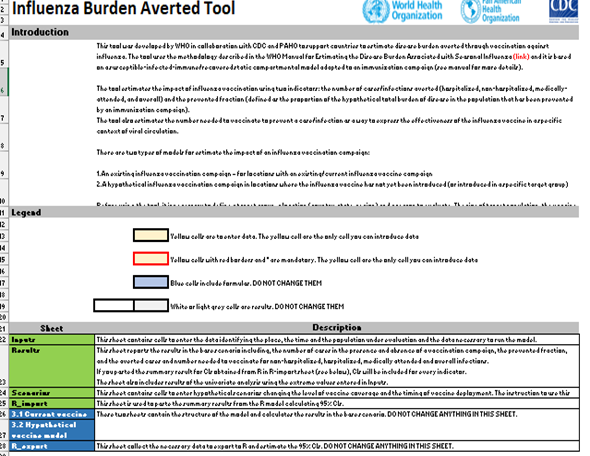 Influenza Burden Averted Tool
World Health Organization
Pan American Health Organization
CDC
Introduction
This tool was developed by WHO in collaboration with CDC and PAHO to support countries to estimate disease burden averted through vaccination against
influenza. The tool uses the methodology described in the WHO Manual for Estimating the Disease Burden Associated with Seasonal Influenza (link) and it is based
on a susceptible-infected-immune/recovered static compartmental model adapted to an immunization campaign (see manual for more details).
The tool estimates the impact of influenza vaccination using two indicators: the number of cases/infections averted (hospitalized, non-hospitalized, medically-
attended, and overall) and the prevented fraction (defined as the proportion of the hypothetical total burden of disease in the population that has been prevented
by an immunization campaign).
The tool also estimates the number needed to vaccinate to prevent a case/infection as a way to express the effectiveness of the influenza vaccine in a specific
context of viral circulation.
There are two types of models for estimate the impact of an influenza vaccination campaign:
1.An existing influenza vaccination campaign - for locations with an existing/current influenza vaccine campaign
2.A hypothetical influenza vaccination campaign in locations where the influenza vaccine has not yet been introduced (or introduced in a specific target group)
Legend
Yellow cells are to enter data. The yellow cell are the only cell you can introduce data
Yellow cells with red borders and * are mandatory. The yellow cell are the only cell you can introduce data
Blue cells include formulas. DO NOT CHANGE THEM
White or light grey cells are results. DO NOT CHANGE THEM
Sheet Description
Inputs This sheet contains cells to enter the data identifying the place, the time and the population under evaluation and the data necessary to run the model.
Results This sheet reports the results in the base scenario including, the number of cases in the presence and absence of a vaccination campaign, the prevented fraction,
and the averted cases and number needed to vaccinate for non-hospitalized, hospitalized, medically attended and overall infections.
If you pasted the summary result for CIs obtained from R in R-import sheet (see below), CIs will be included for every indicator.
The sheet also includes results of the univariate analysis using the extreme values entered in Inputs.
Scenarios This sheet contains cells to enter hypothetical scenarios changing the level of vaccine coverage and the timing of vaccine deployment. The instruction to use this
R_import This sheet is used to paste the summary results from the R model calculating 95% CIs.
3.1 Current vaccine These two sheets contain the structure of the model and calculates the results in the base scenario. DO NOT CHANGE ANYTHING IN THIS SHEET.
3.2 Hypothetical
vaccine model
R_export This sheet collect the necessary data to export to R and estimate the 95% CIs. DO NOT CHANGE ANYTHING IN THIS SHEET.